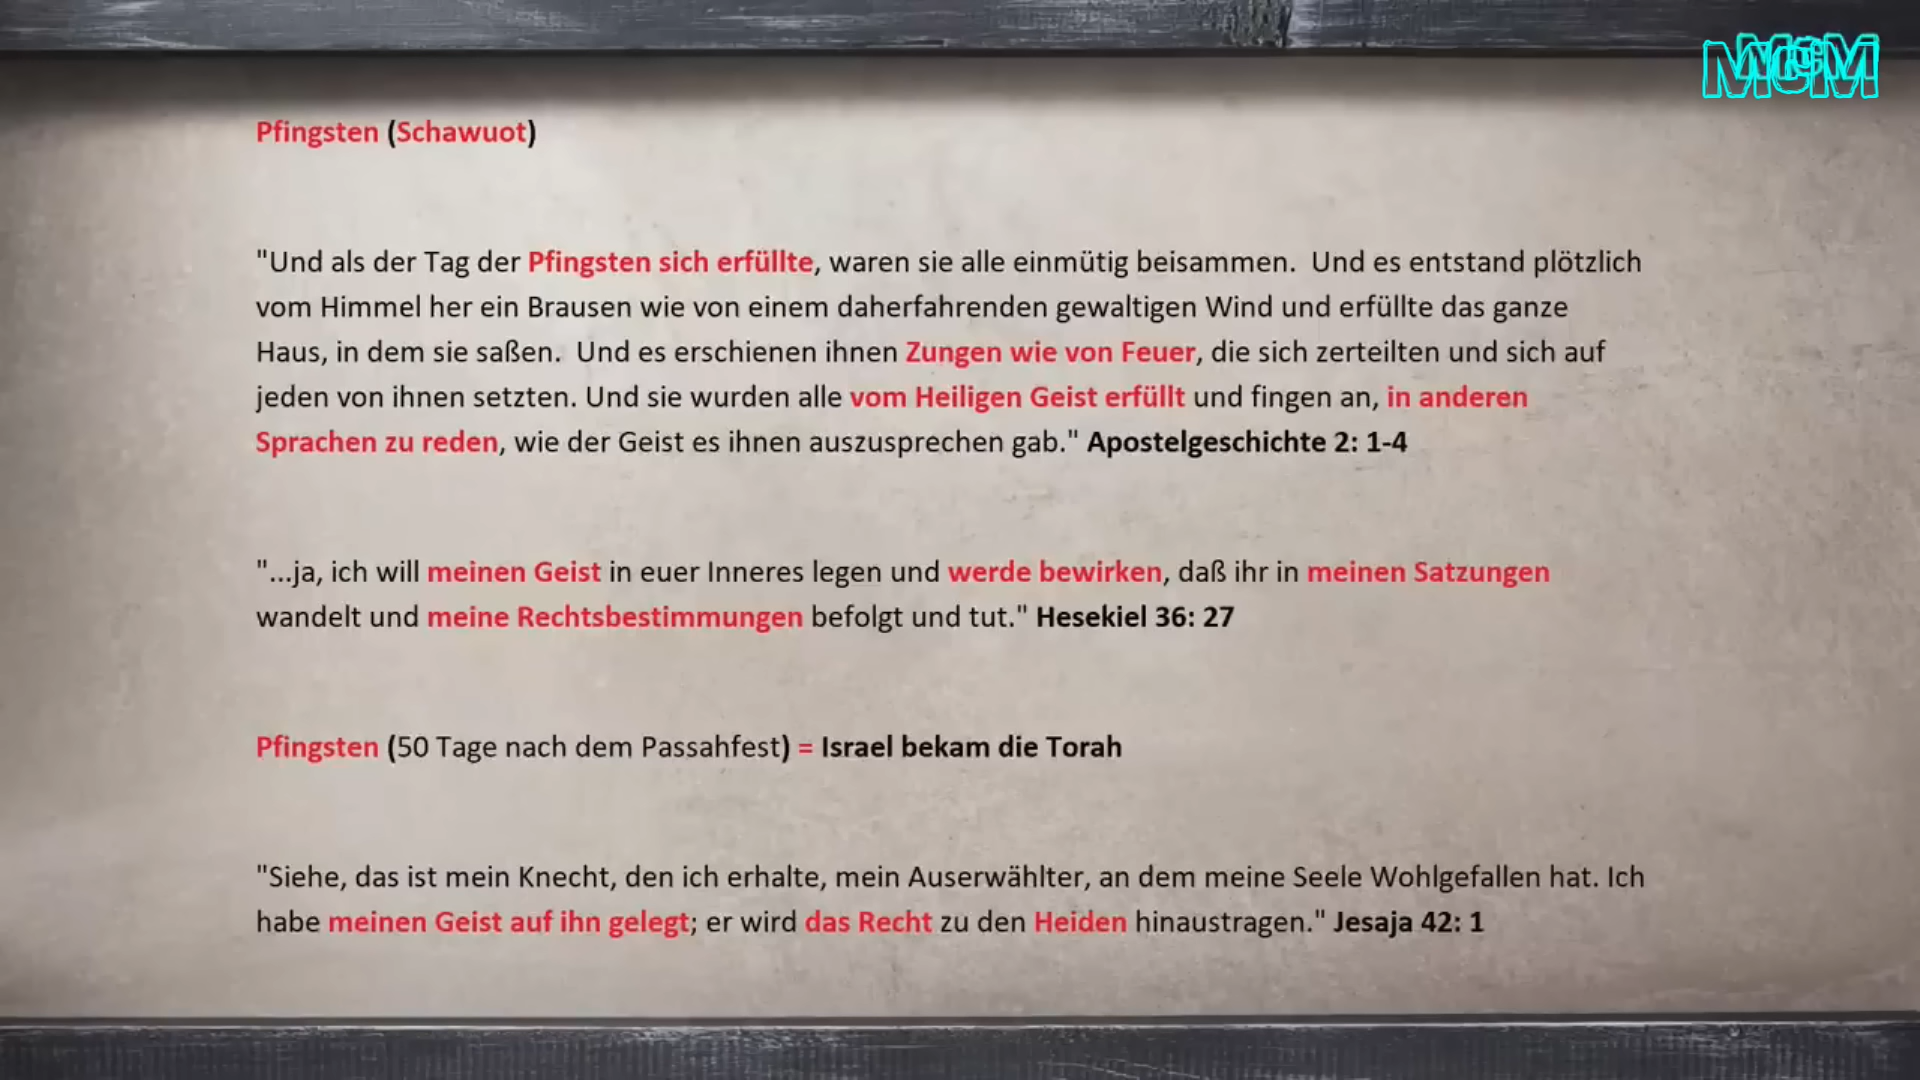 Pfingsten (Schawuot)
"Und als der Tag der Pfingsten sich erfüllte, waren sie alle einmütig beisammen.  Und es entstand plötzlich
vom Himmel her ein Brausen wie von einem daherfahrenden gewaltigen Wind und erfüllte das ganze
Haus, in dem sie saßen.  Und es erschienen ihnen Zungen wie von Feuer, die sich zerteilten und sich auf
jeden von ihnen setzten. Und sie wurden alle vom Heiligen Geist erfüllt und fingen an, in anderen
Sprachen zu reden, wie der Geist es ihnen auszusprechen gab." Apostelgeschichte 2: 1-4
"...ja, ich will meinen Geist in euer Inneres legen und werde bewirken, daß ihr in meinen Satzungen
wandelt und meine Rechtsbestimmungen befolgt und tut." Hesekiel 36: 27
Pfingsten (50 Tage nach dem Passahfest) = Israel bekam die Torah
"Siehe, das ist mein Knecht, den ich erhalte, mein Auserwählter, an dem meine Seele Wohlgefallen hat. Ich
habe meinen Geist auf ihn gelegt; er wird das Recht zu den Heiden hinaustragen." Jesaja 42: 1